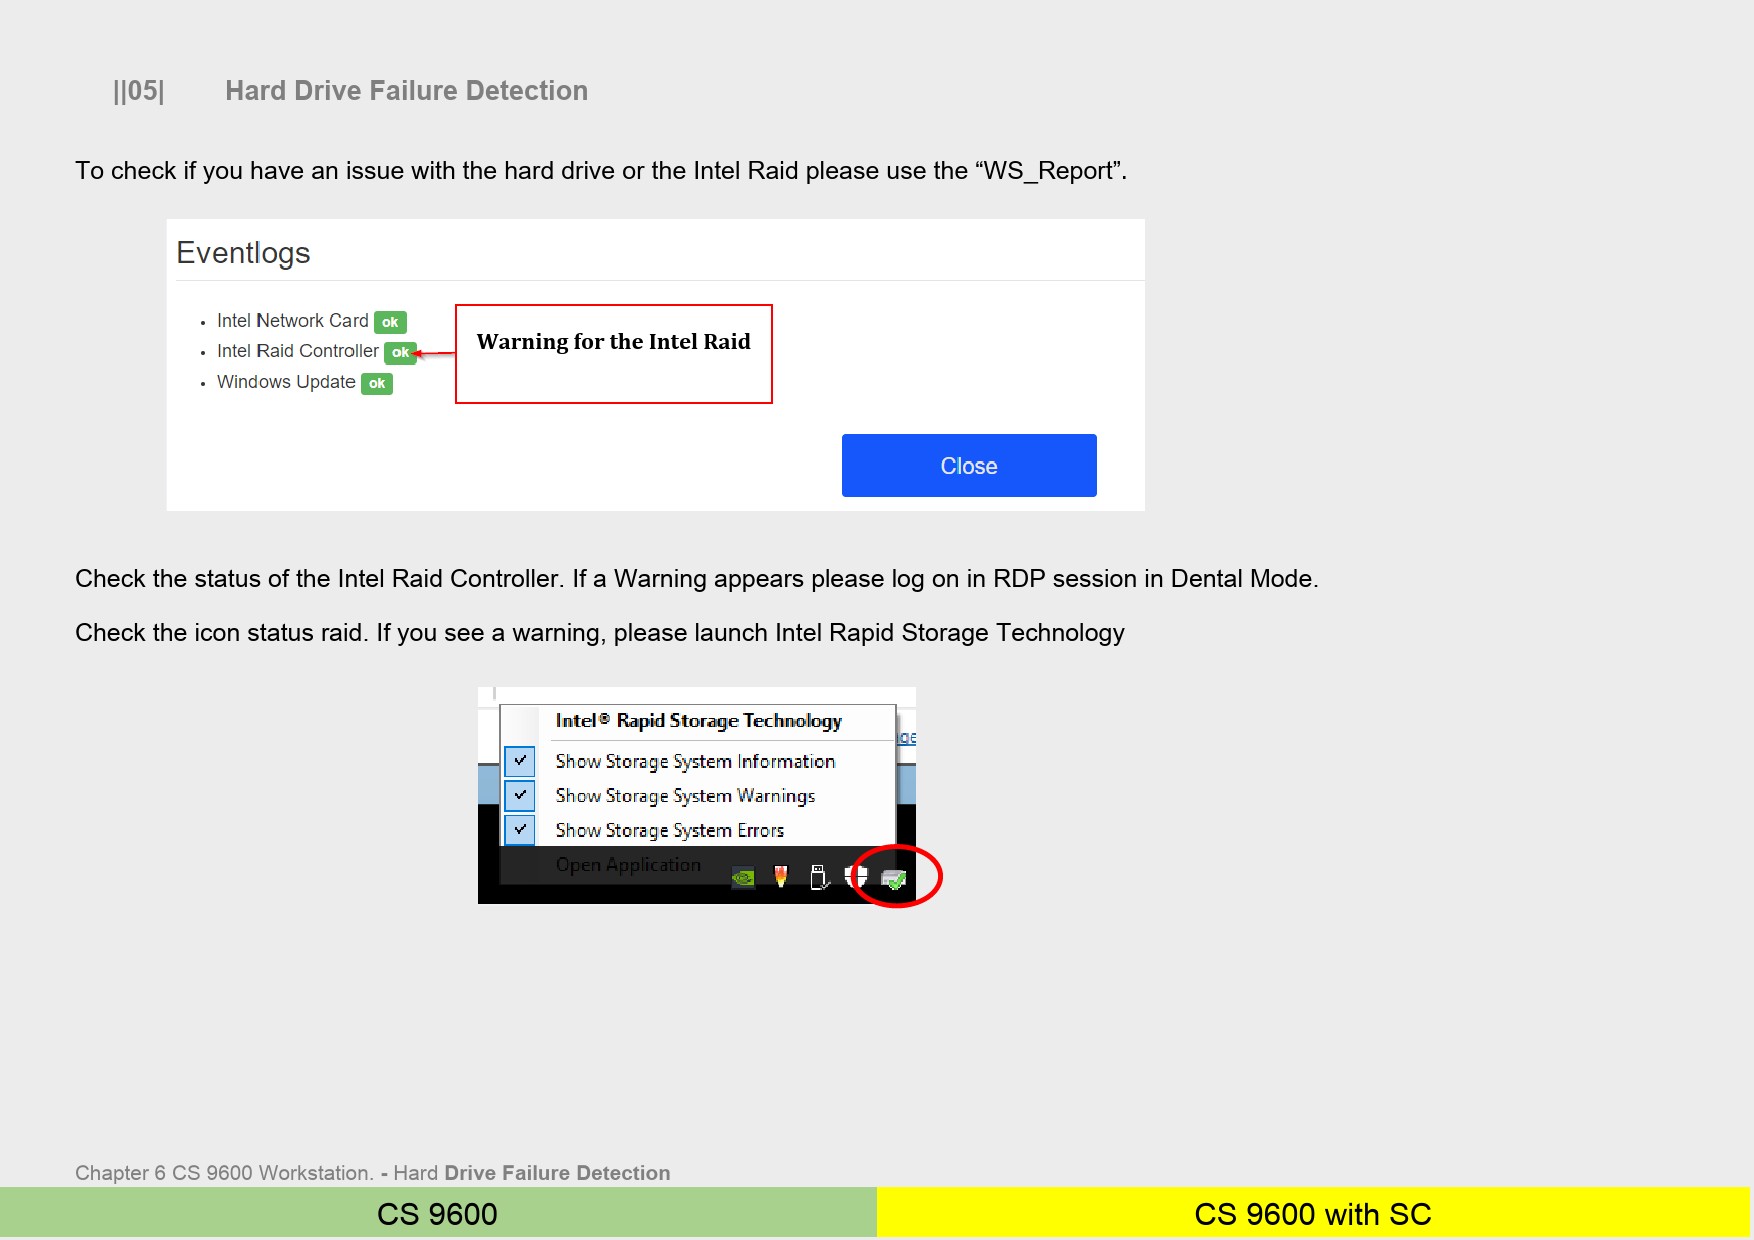 ||05| Hard Drive Failure Detection
To check if you have an issue with the hard drive or the Intel Raid please use the “WS_Report”.
Eventlogs
• Intel Network Card ok
• Intel Raid Controller ok
Warning for the Intel Raid
• Windows Update ok
Close
Check the status of the Intel Raid Controller. If a Warning appears please log on in RDP session in Dental Mode.
Check the icon status raid. If you see a warning, please launch Intel Rapid Storage Technology
Intel® Rapid Storage Technology
Show Storage System Information
Show Storage System Warnings
Show Storage System Errors
Open Application
Chapter 6 CS 9600 Workstation. - Hard Drive Failure Detection
CS 9600
CS 9600 with SC